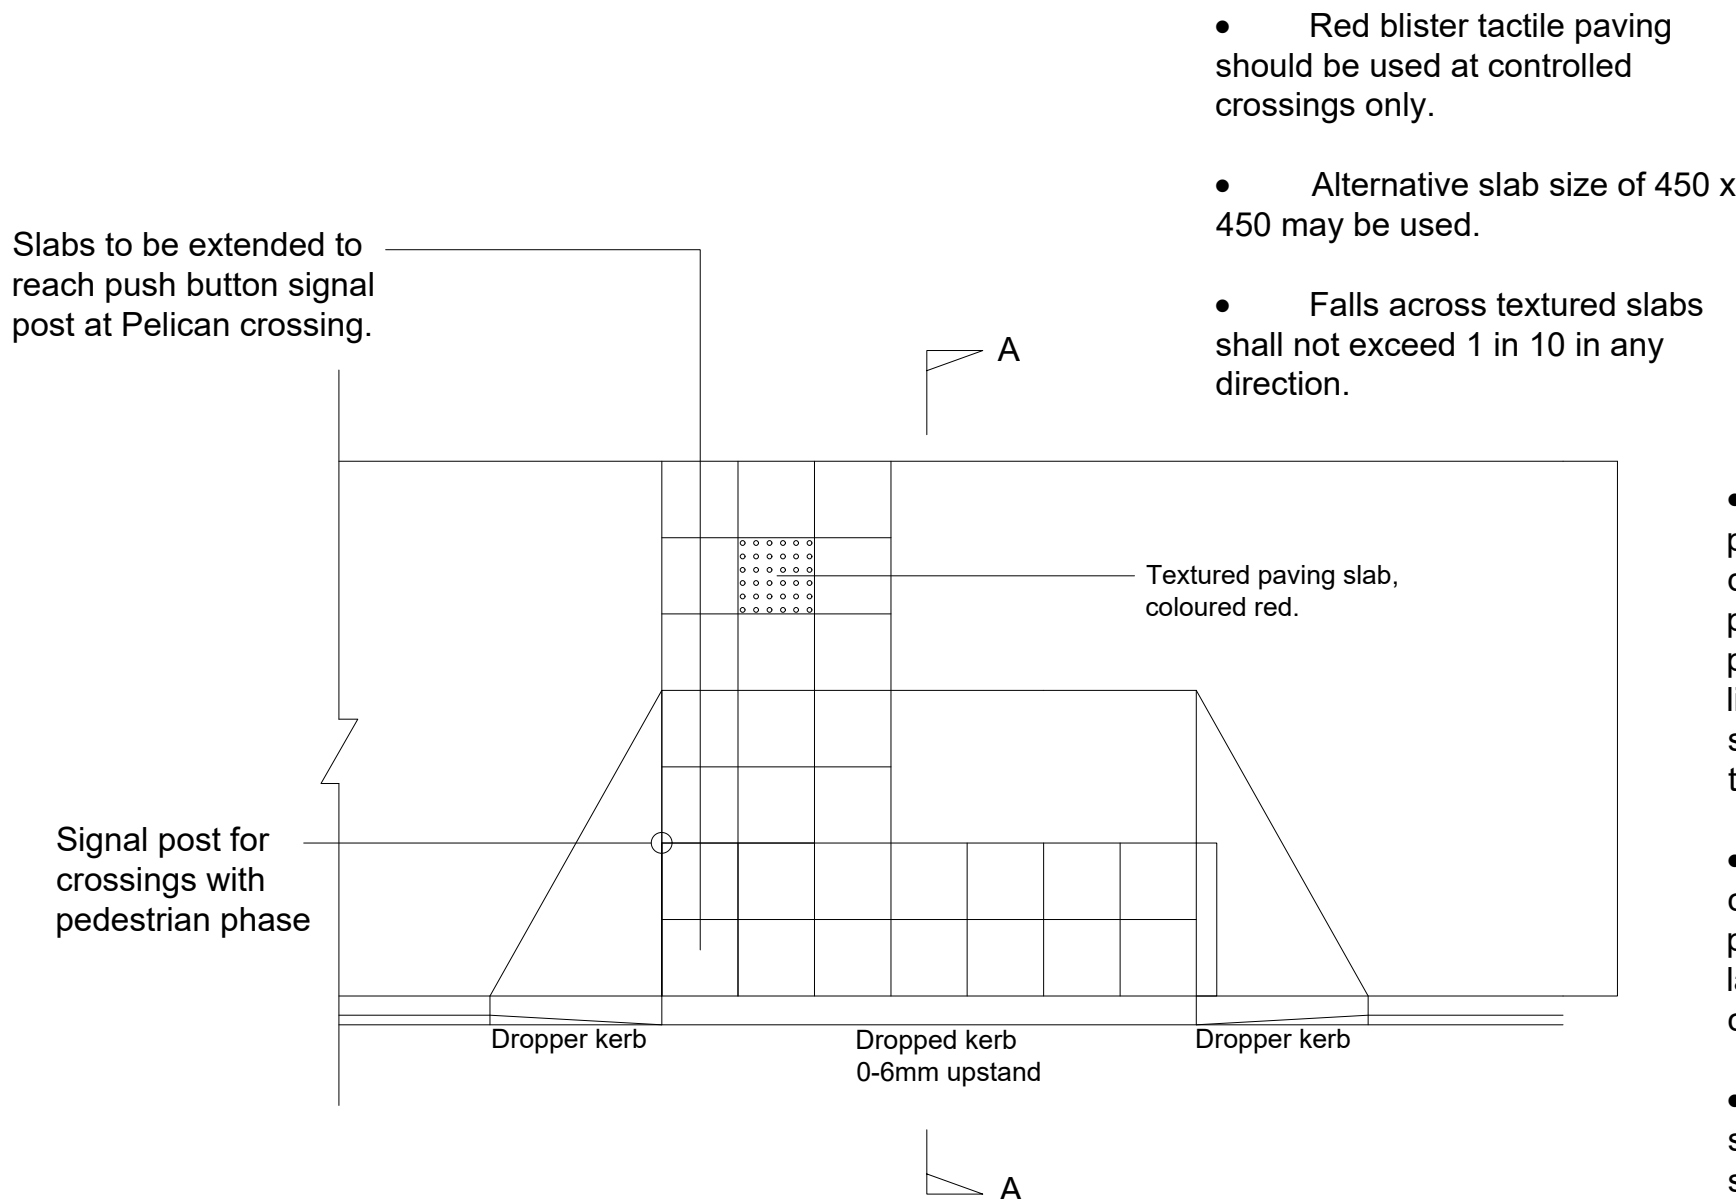 • Red blister tactile paving
should be used at controlled
crossings only.
• Alternative slab size of 450 x
450 may be used.
• Falls across textured slabs
shall not exceed 1 in 10 in any
direction.
Slabs to be extended to
reach push button signal
post at Pelican crossing.
A
Textured paving slab,
coloured red.
Signal post for
crossings with
pedestrian phase
Dropper kerb
Dropped kerb
0-6mm upstand
Dropper kerb
A